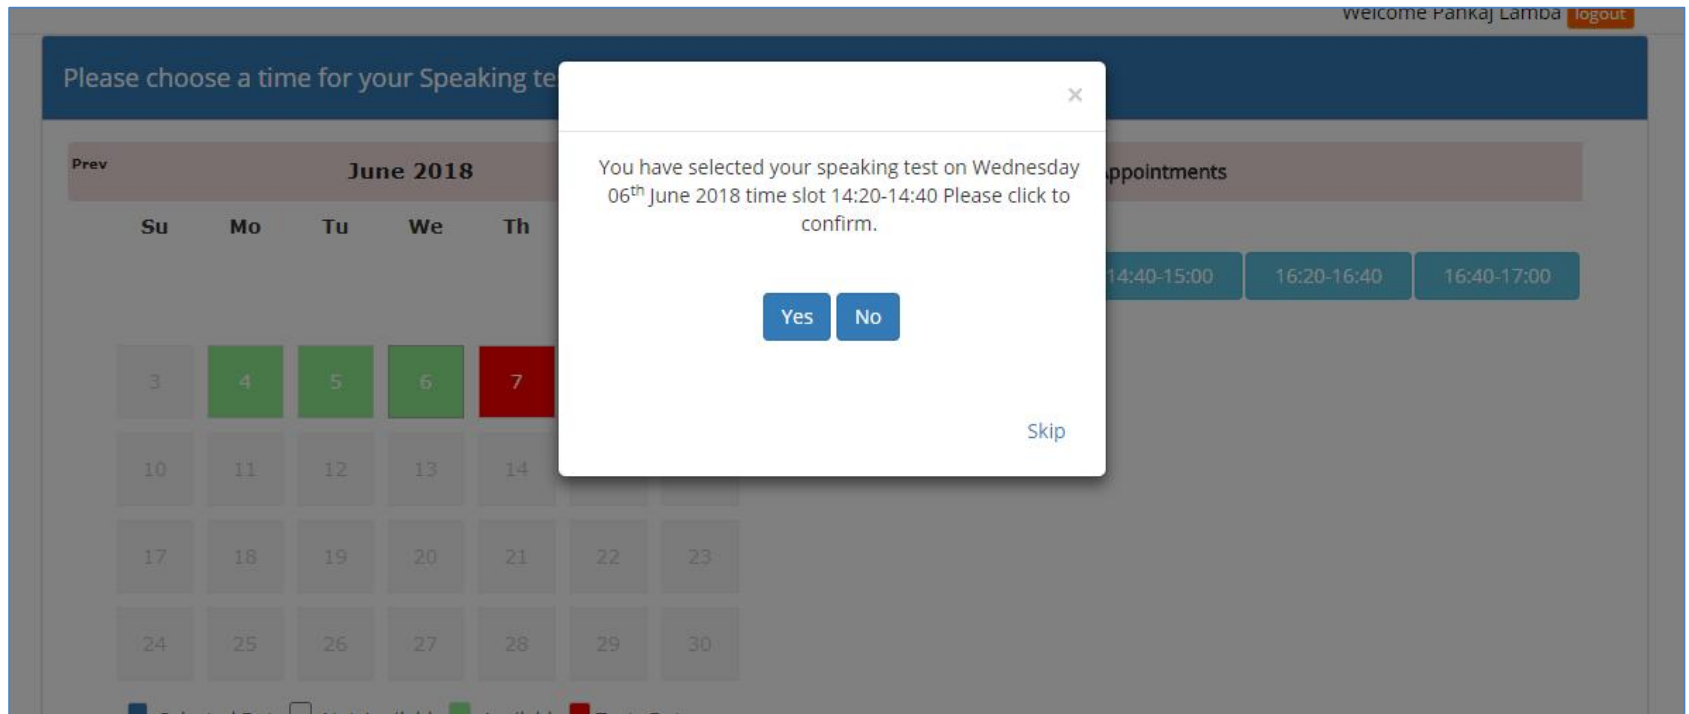 Welcome Pankaj Lamba logout
Please choose a time for your Speaking
×
Prev
June 2018
You have selected your speaking test on Wednesday
06th June 2018 time slot 14:20-14:40 Please click to
confirm.
Appointments
Su Mo Tu We Th
14:40-15:00 16:20-16:40 16:40-17:00
Yes No
3 4 5 6 7
Skip
10 11 12 13 14
17 18 19 20 21 22 23
24 25 26 27 28 29 30